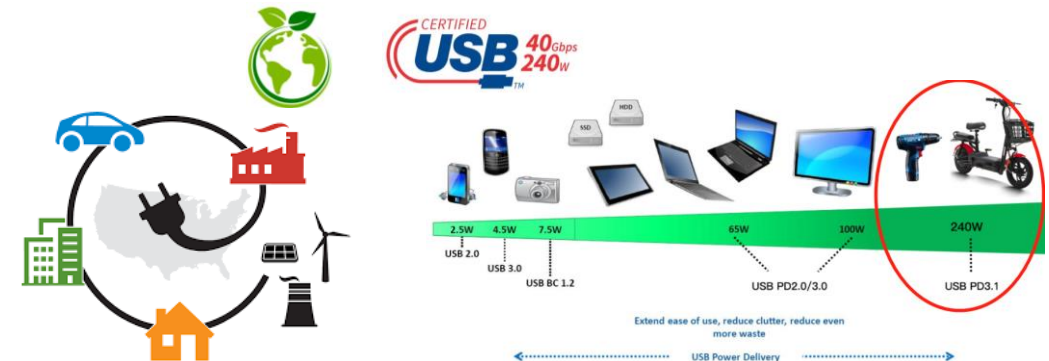 CERTIFIED
USB 40Gbps
240W
TM
HDD
SSD
2.5W 4.5W 7.5W 65W 100W 240W
USB 2.0
USB 3.0
USB BC 1.2
USB PD2.0/3.0
USB PD3.1
Extend ease of use, reduce clutter, reduce even
more waste
USB Power Delivery